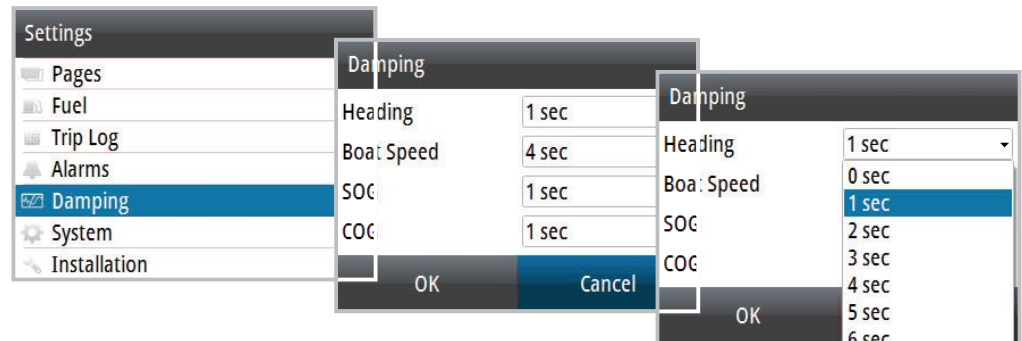 Settings
Pages
Fuel
Trip Log
Alarms
Damping
System
Installation
Damping
Heading 1 sec
Boat Speed 4 sec
SOG 1 sec
COG 1 sec
OK Cancel
Damping
Heading 1 sec
Boat Speed
SOG
COG
OK
0 sec
1 sec
2 sec
3 sec
4 sec
5 sec
6 sec